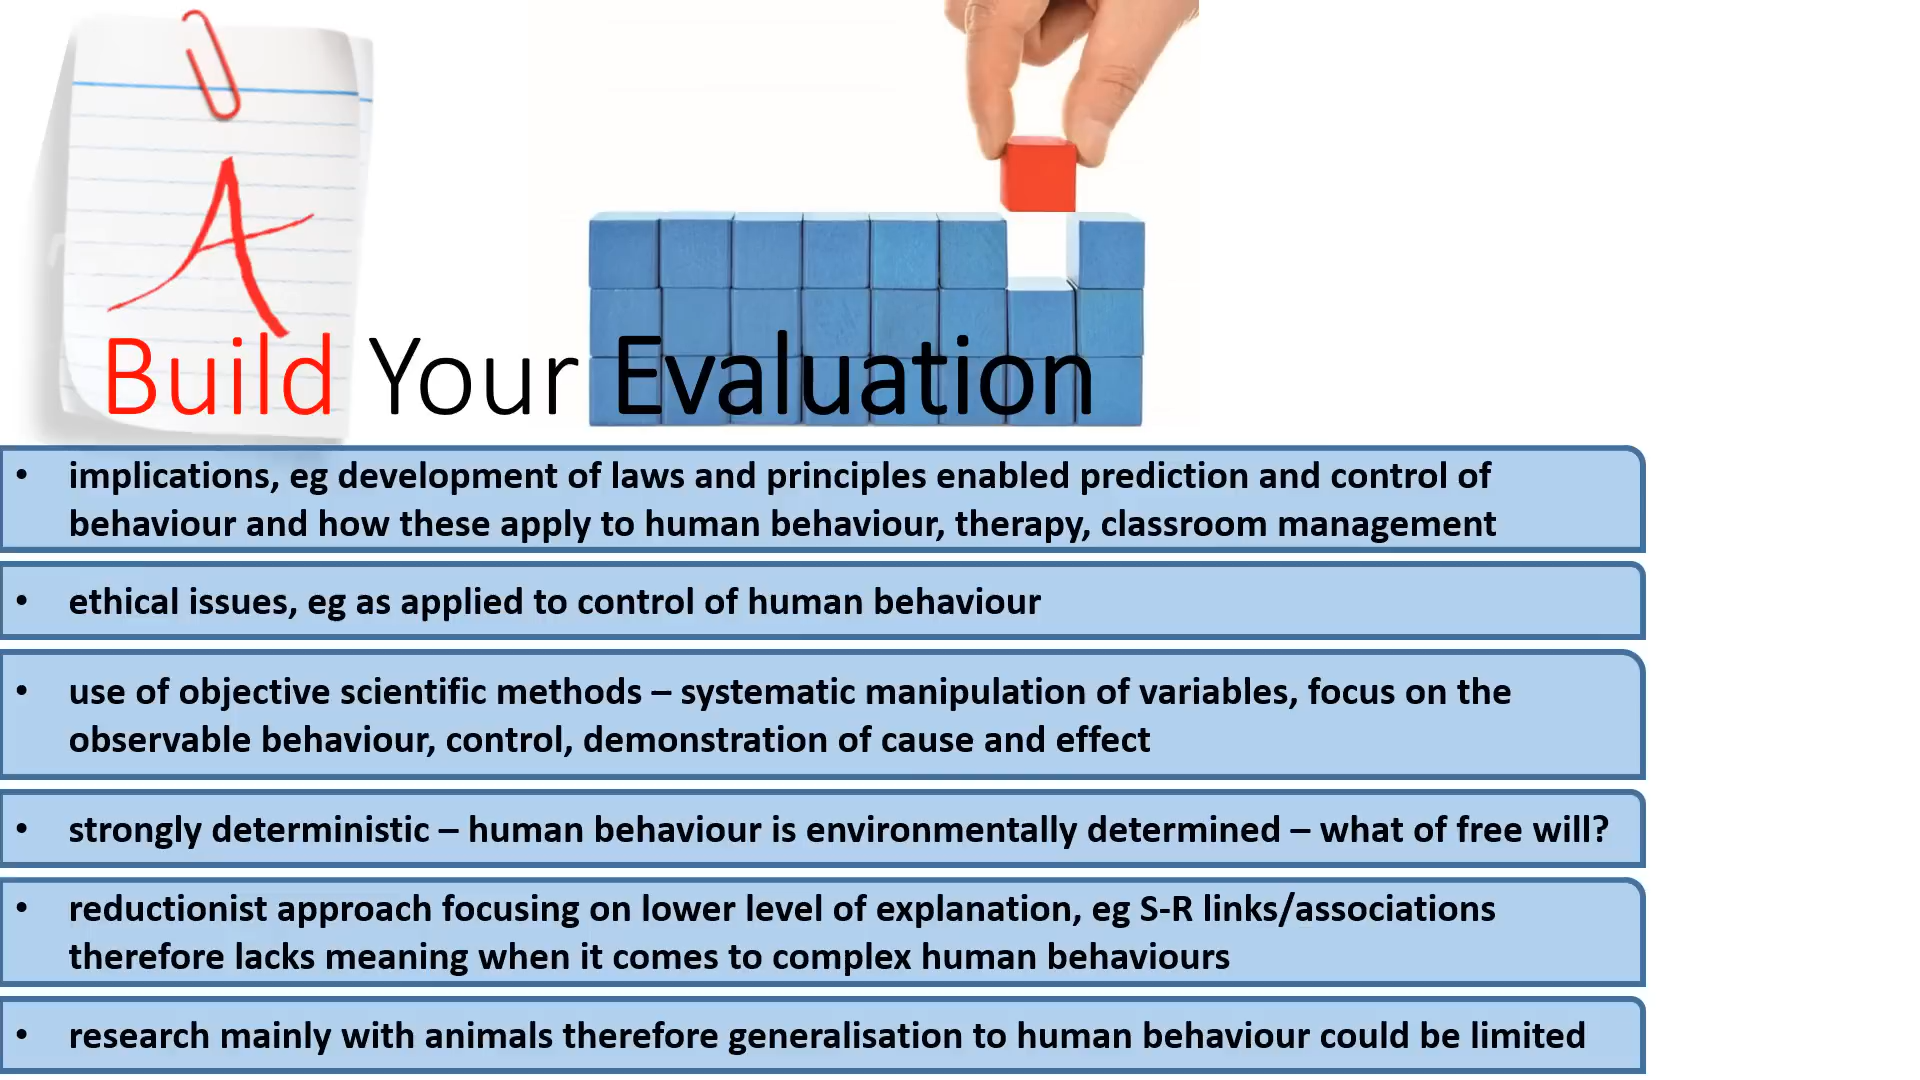 A
Build Your Evaluation
• implications, eg development of laws and principles enabled prediction and control of
behaviour and how these apply to human behaviour, therapy, classroom management
• ethical issues, eg as applied to control of human behaviour
• use of objective scientific methods – systematic manipulation of variables, focus on the
observable behaviour, control, demonstration of cause and effect
• strongly deterministic – human behaviour is environmentally determined – what of free will?
• reductionist approach focusing on lower level of explanation, eg S-R links/associations
therefore lacks meaning when it comes to complex human behaviours
• research mainly with animals therefore generalisation to human behaviour could be limited